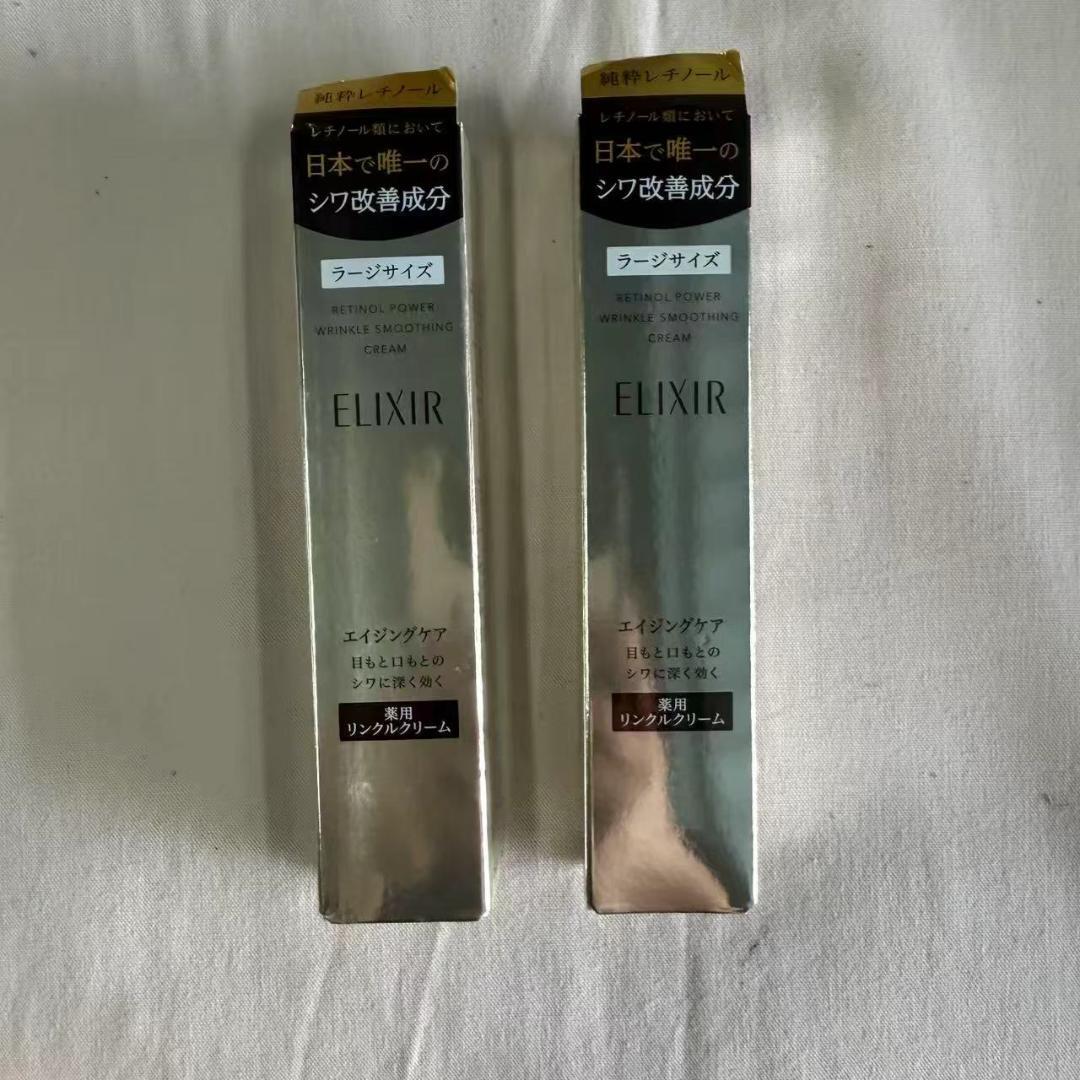 純粋レチノール
レチノール類において
日本で唯一の
シワ改善成分
ラージサイズ
RETINOL POWER
WRINKLE SMOOTHING
CREAM
ELIXIR
エイジングケア
目もと口もとの
シワに深く効く
薬用
リンクルクリーム
純粋レチノール
レチノール類において
日本で唯一の
シワ改善成分
ラージサイズ
RETINOL POWER
WRINKLE SMOOTHING
CREAM
ELIXIR
エイジングケア
目もと口もとの
シワに深く効く
薬用
リンクルクリーム